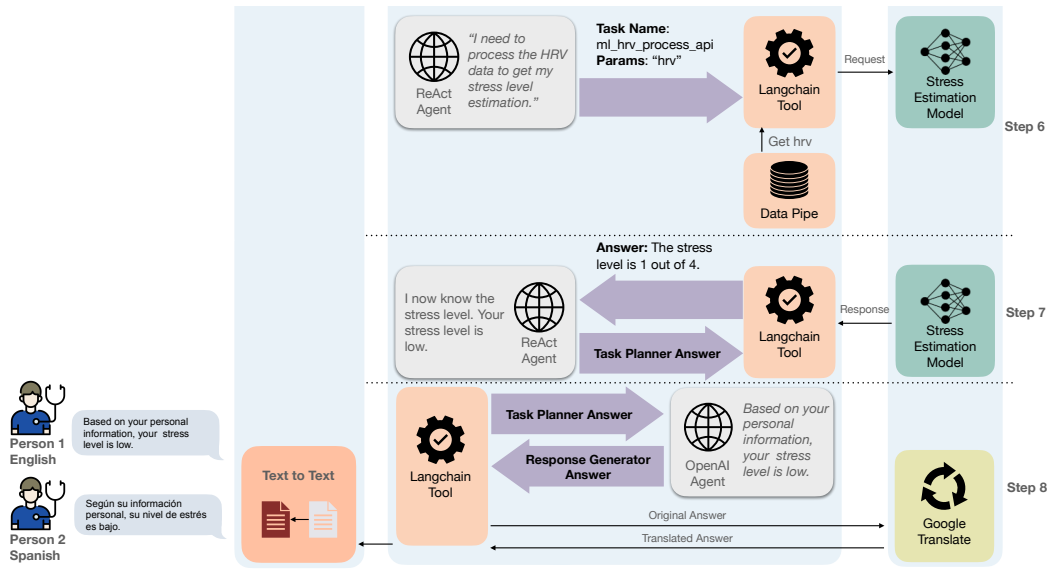 "I need to
process the HRV
data to get my
stress level
estimation."
ReAct
Agent
Task Name:
ml_hrv_process_api
Params: "hrv"
Langchain
Tool
Request
Stress
Estimation
Model
Step 6
Get hrv
Data Pipe
Answer: The stress
level is 1 out of 4.
I now know the
stress level. Your
stress level is
low.
ReAct
Agent
Task Planner Answer
Langchain
Tool
Response
Stress
Estimation
Model
Step 7
Person 1
English
Based on your personal
information, your stress
level is low.
Person 2
Spanish
Según su información
personal, su nivel de estrés
es bajo.
Text to Text
Langchain
Tool
Task Planner Answer
Response Generator
Answer
OpenAI
Agent
Based on your
personal
information,
your stress
level is low.
Original Answer
Translated Answer
Google
Translate
Step 8